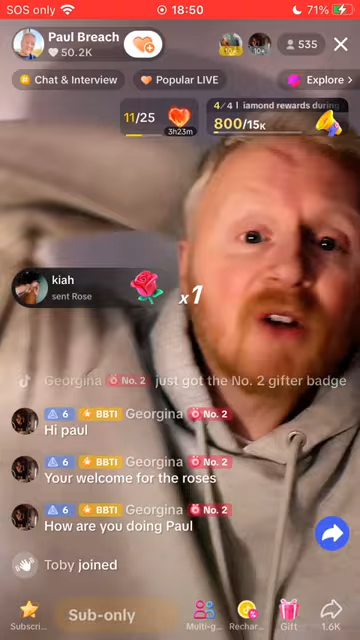 SOS only
18:50
71%
Paul Breach
50.2K
10+
535
Chat & Interview
Popular LIVE
Explore >
11/25
3h23m
4/4 iamond rewards during
800/15K
kiah
sent Rose
x1
Georgina No. 2 just got the No. 2 gifter badge
6 BBTI Georgina No. 2
Hi paul
6 BBTI Georgina No. 2
Your welcome for the roses
6 BBTI Georgina No. 2
How are you doing Paul
Toby joined
Sub-only
Subscri...
Multi-g...
Rechar...
Gift
1.6K